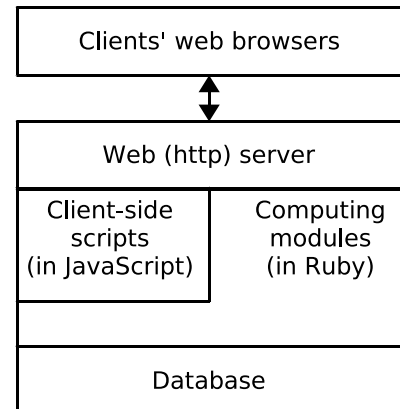 Clients' web browsers
Web (http) server
Client-side
scripts
(in JavaScript)
Computing
modules
(in Ruby)
Database